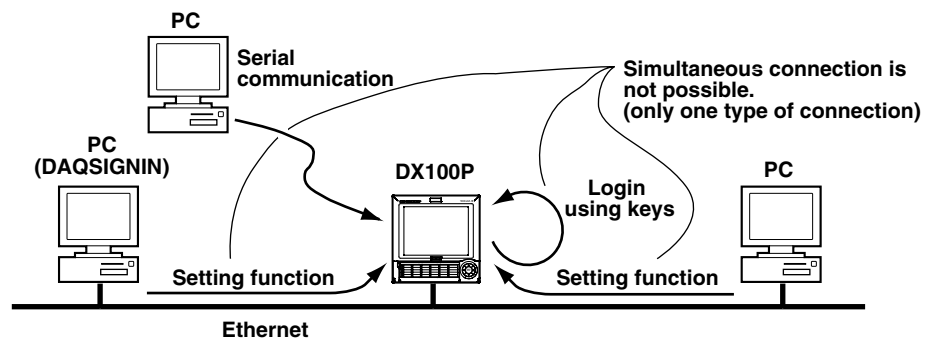 PC
Serial
communication
Simultaneous connection is
not possible.
(only one type of connection)
PC
(DAQSIGNIN)
DX100P
Login
using keys
PC
Setting function
Setting function
Ethernet